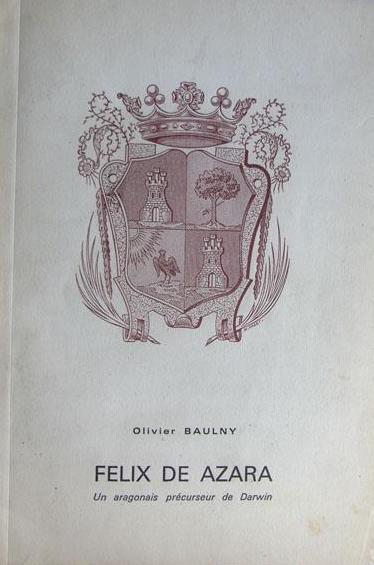 Olivier BAULNY
FELIX DE AZARA
Un aragonais précurseur de Darwin